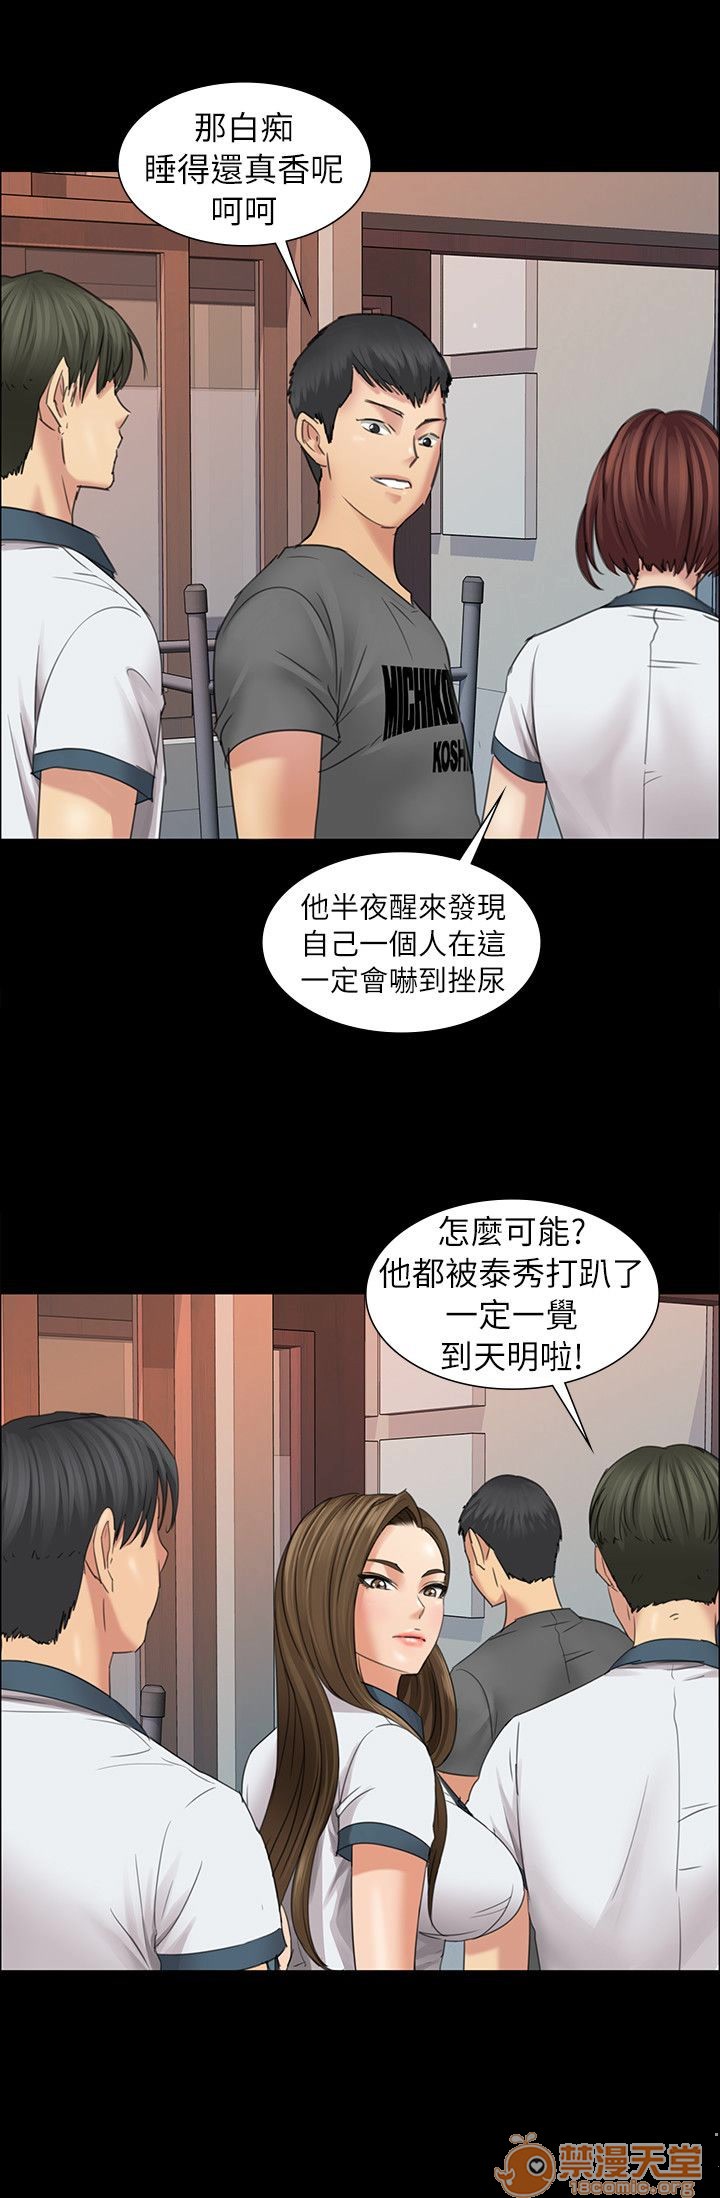 那白痴
睡得還真香呢
呵呵
MICHIKO
KOSH
他半夜醒來發現
自己一個人在這
一定會嚇到挫尿
怎麼可能?
他都被泰秀打趴了
一定一覺
到天明啦!
禁漫天堂
18comic.org